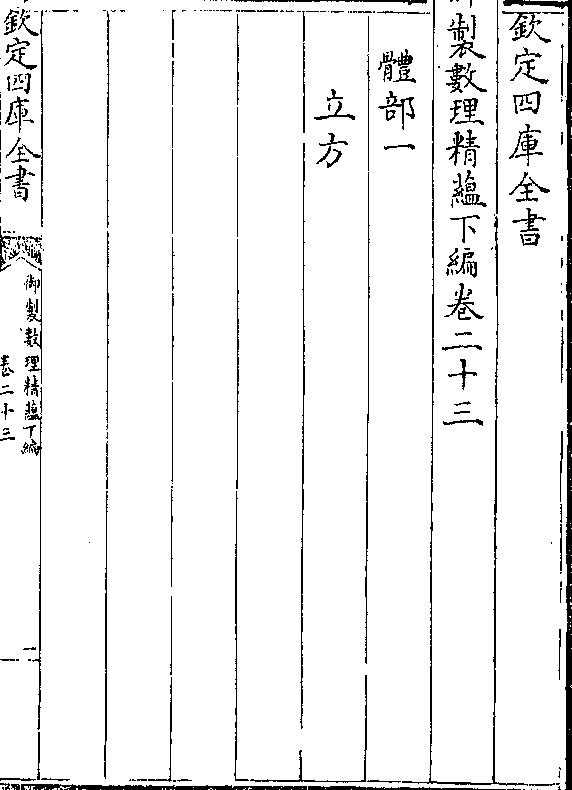 欽定四庫全書
御製數理精蘊下編卷二十三
體部一
立方
欽定四庫全書
御製數理精蘊下編
卷二十三
一